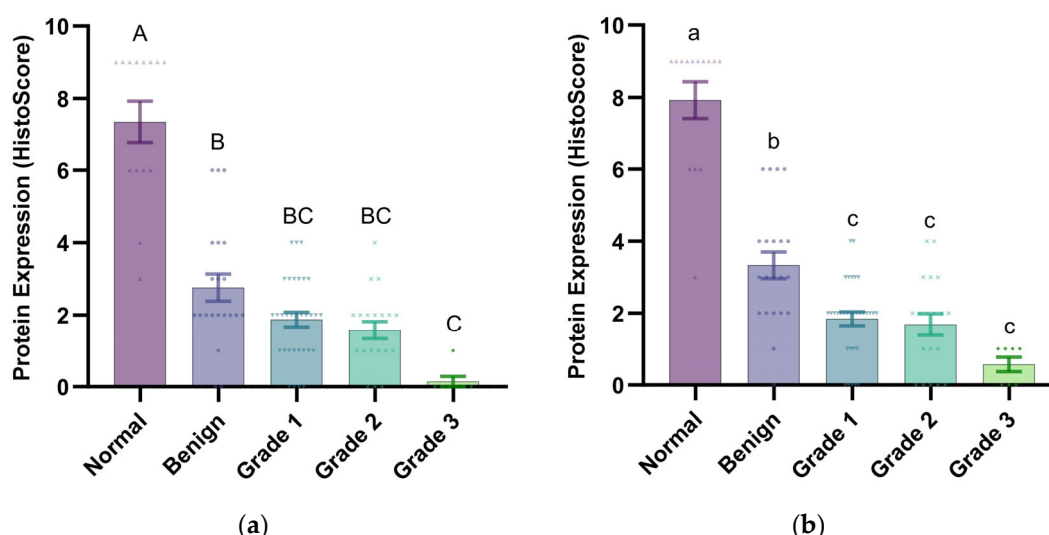 Protein Expression (HistoScore)
10
8
6
4
2
0
A
B
BC
BC
C
Normal
Benign
Grade 1
Grade 2
Grade 3
(a)
Protein Expression (HistoScore)
10
8
6
4
2
0
a
b
c
c
c
Normal
Benign
Grade 1
Grade 2
Grade 3
(b)